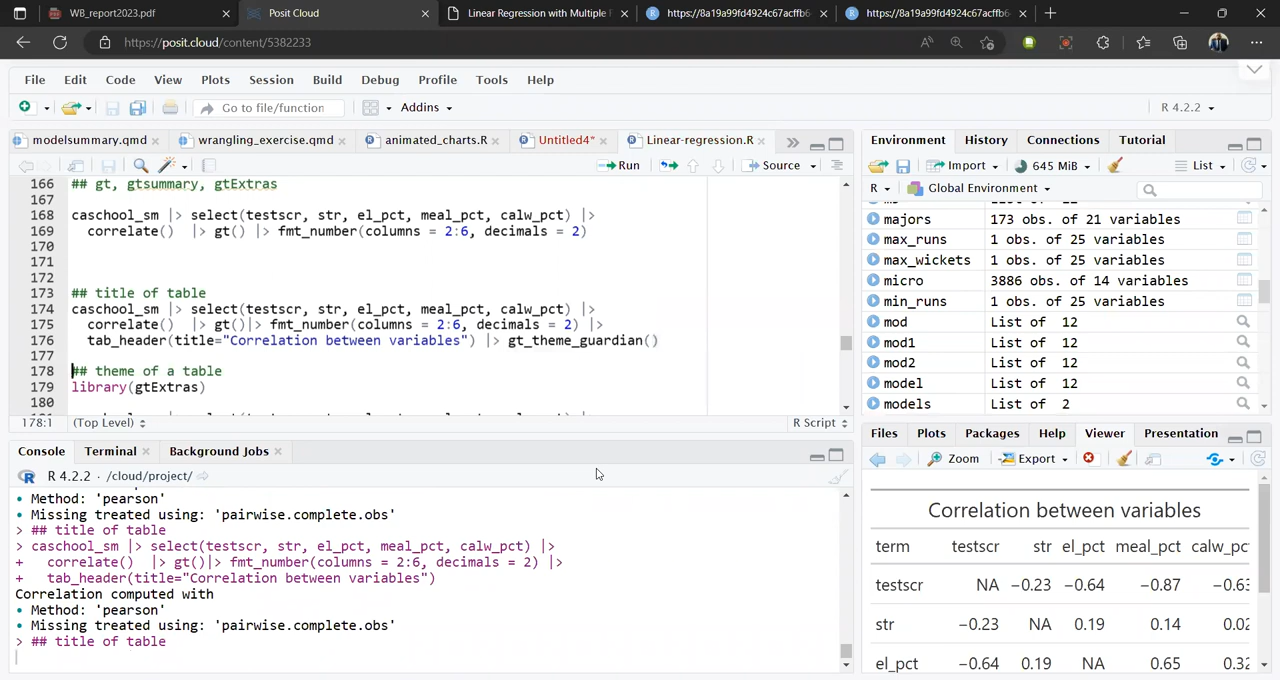 WB_report2023.pdf
Posit Cloud
Linear Regression with Multiple
https://8a19a99fd4924c67acffb6
https://8a19a99fd4924c67acffb6
https://posit.cloud/content/5382233
File Edit Code View Plots Session Build Debug Profile Tools Help
Go to file/function
Addins
R 4.2.2
modelsummary.qmd
wrangling_exercise.qmd
animated_charts.R
Untitled4*
Linear-regression.R
Run
Source
166 ## gt, gtsummary, gtExtras
167
168 caschool_sm |> select(testscr, str, el_pct, meal_pct, calw_pct) |>
169 correlate() |> gt() |> fmt_number(columns = 2:6, decimals = 2)
170
171
172
173 ## title of table
174 caschool_sm |> select(testscr, str, el_pct, meal_pct, calw_pct) |>
175 correlate() |> gt()|> fmt_number(columns = 2:6, decimals = 2) |>
176 tab_header(title="Correlation between variables") |> gt_theme_guardian()
177
178 ## theme of a table
179 library(gtExtras)
180
178:1 (Top Level) R Script
Console Terminal Background Jobs
R 4.2.2 · /cloud/project/
• Method: 'pearson'
• Missing treated using: 'pairwise.complete.obs'
> ## title of table
> caschool_sm |> select(testscr, str, el_pct, meal_pct, calw_pct) |>
+ correlate() |> gt()|> fmt_number(columns = 2:6, decimals = 2) |>
+ tab_header(title="Correlation between variables")
Correlation computed with
• Method: 'pearson'
• Missing treated using: 'pairwise.complete.obs'
> ## title of table
Environment History Connections Tutorial
Import 645 MiB List
R Global Environment
majors 173 obs. of 21 variables
max_runs 1 obs. of 25 variables
max_wickets 1 obs. of 25 variables
micro 3886 obs. of 14 variables
min_runs 1 obs. of 25 variables
mod List of 12
mod1 List of 12
mod2 List of 12
model List of 12
models List of 2
Files Plots Packages Help Viewer Presentation
Zoom Export
Correlation between variables
term testscr str el_pct meal_pct calw_pct
testscr NA −0.23 −0.64 −0.87 −0.63
str −0.23 NA 0.19 0.14 0.02
el_pct −0.64 0.19 NA 0.65 0.32